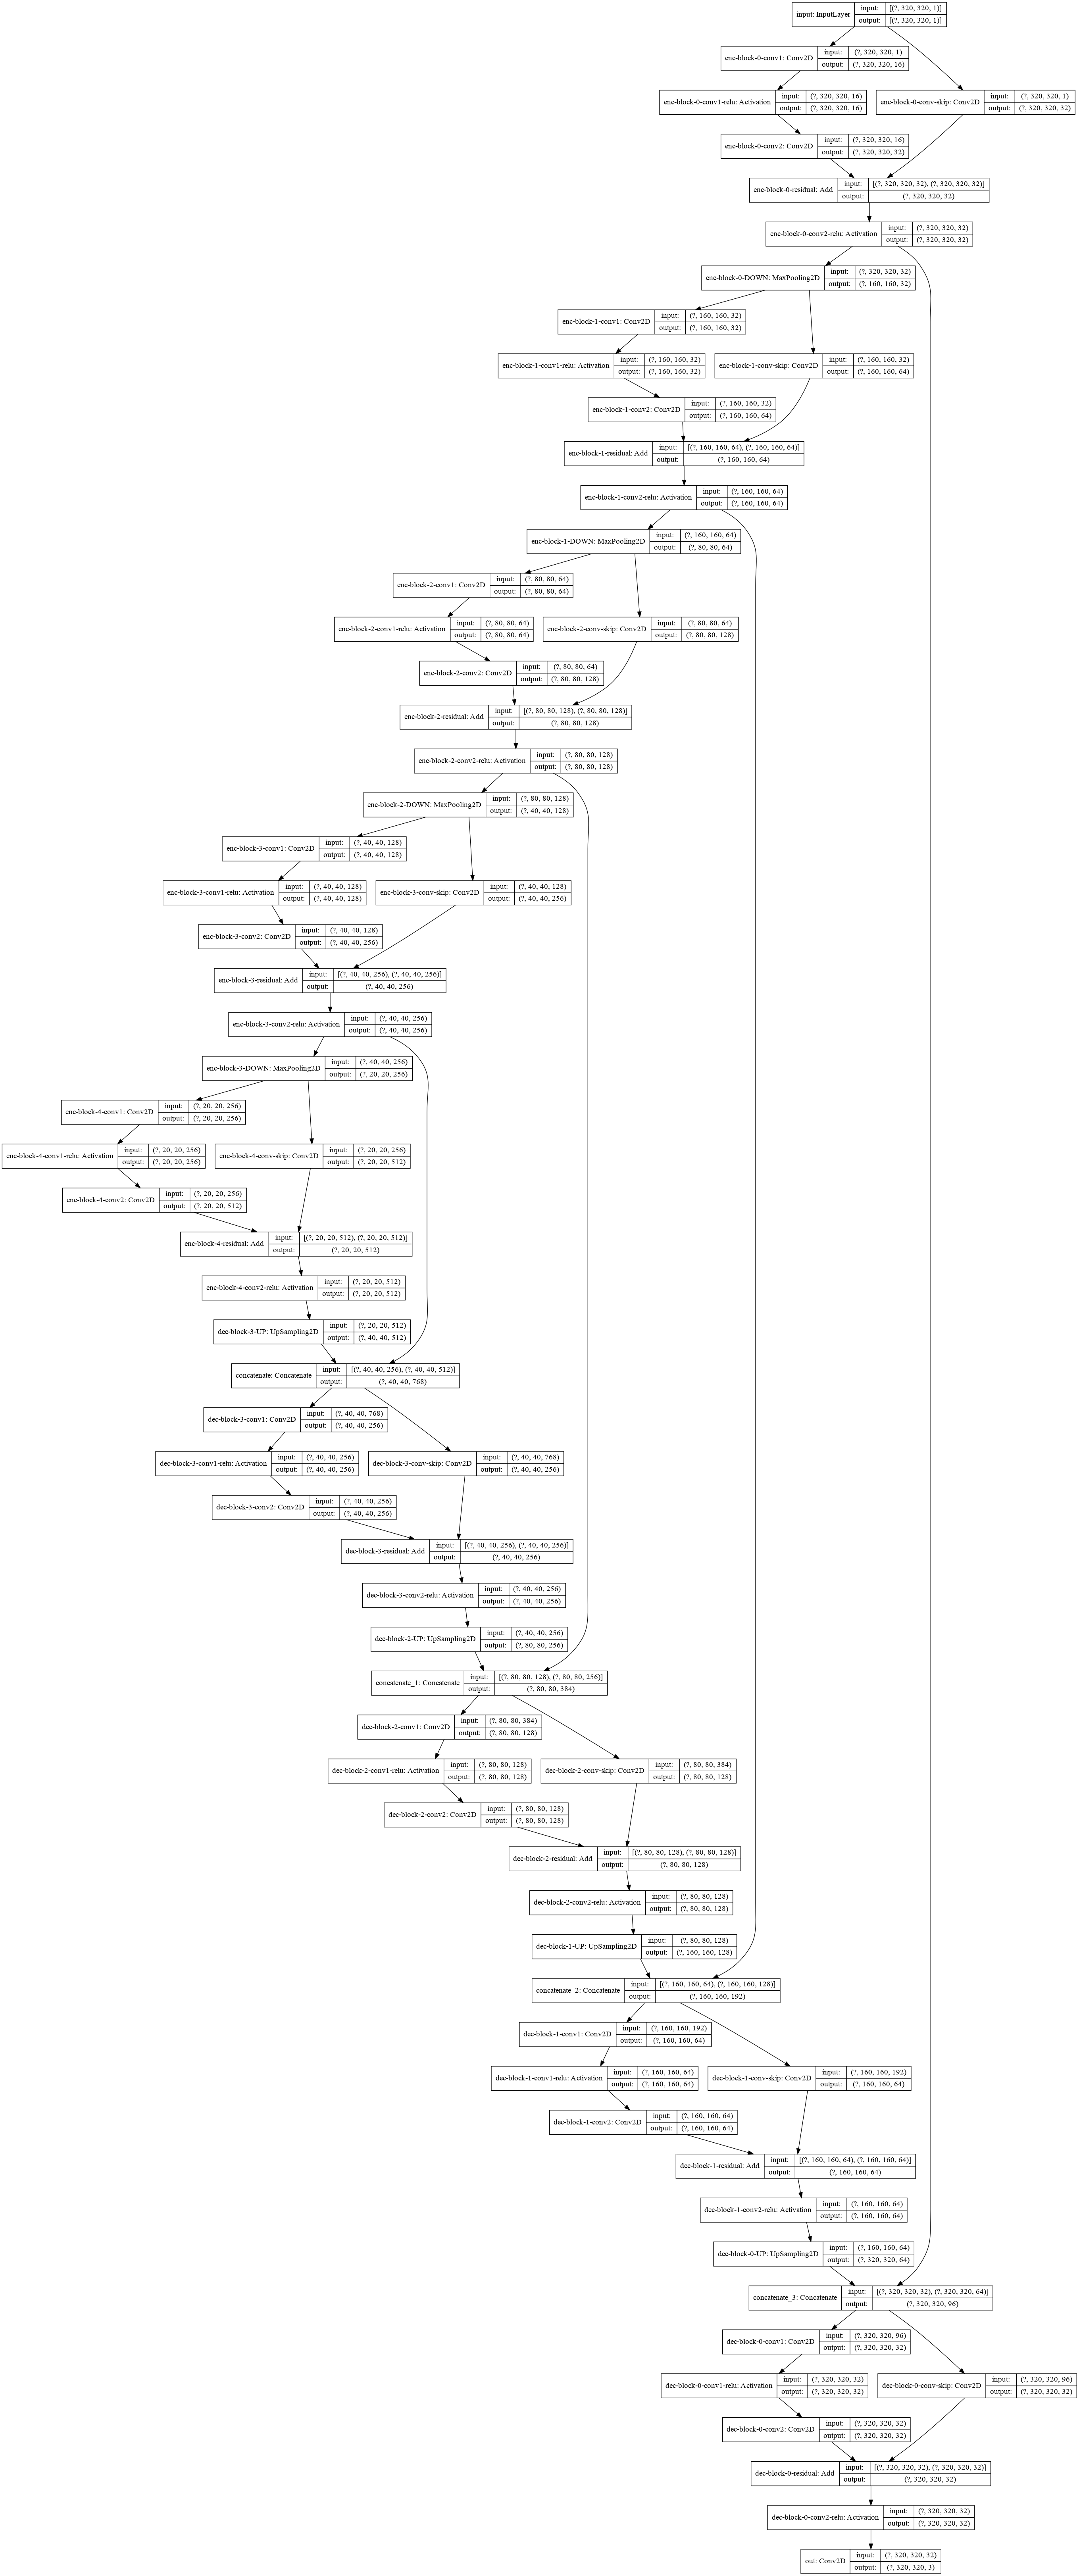 input: InputLayer
input: [(?, 320, 320, 1)]
output: [(?, 320, 320, 1)]
enc-block-0-conv1: Conv2D
input: (?, 320, 320, 1)
output: (?, 320, 320, 16)
enc-block-0-conv1-relu: Activation
input: (?, 320, 320, 16)
output: (?, 320, 320, 16)
enc-block-0-conv-skip: Conv2D
input: (?, 320, 320, 1)
output: (?, 320, 320, 32)
enc-block-0-conv2: Conv2D
input: (?, 320, 320, 16)
output: (?, 320, 320, 32)
enc-block-0-residual: Add
input: [(?, 320, 320, 32), (?, 320, 320, 32)]
output: (?, 320, 320, 32)
enc-block-0-conv2-relu: Activation
input: (?, 320, 320, 32)
output: (?, 320, 320, 32)
enc-block-0-DOWN: MaxPooling2D
input: (?, 320, 320, 32)
output: (?, 160, 160, 32)
enc-block-1-conv1: Conv2D
input: (?, 160, 160, 32)
output: (?, 160, 160, 32)
enc-block-1-conv1-relu: Activation
input: (?, 160, 160, 32)
output: (?, 160, 160, 32)
enc-block-1-conv-skip: Conv2D
input: (?, 160, 160, 32)
output: (?, 160, 160, 64)
enc-block-1-conv2: Conv2D
input: (?, 160, 160, 32)
output: (?, 160, 160, 64)
enc-block-1-residual: Add
input: [(?, 160, 160, 64), (?, 160, 160, 64)]
output: (?, 160, 160, 64)
enc-block-1-conv2-relu: Activation
input: (?, 160, 160, 64)
output: (?, 160, 160, 64)
enc-block-1-DOWN: MaxPooling2D
input: (?, 160, 160, 64)
output: (?, 80, 80, 64)
enc-block-2-conv1: Conv2D
input: (?, 80, 80, 64)
output: (?, 80, 80, 64)
enc-block-2-conv1-relu: Activation
input: (?, 80, 80, 64)
output: (?, 80, 80, 64)
enc-block-2-conv-skip: Conv2D
input: (?, 80, 80, 64)
output: (?, 80, 80, 128)
enc-block-2-conv2: Conv2D
input: (?, 80, 80, 64)
output: (?, 80, 80, 128)
enc-block-2-residual: Add
input: [(?, 80, 80, 128), (?, 80, 80, 128)]
output: (?, 80, 80, 128)
enc-block-2-conv2-relu: Activation
input: (?, 80, 80, 128)
output: (?, 80, 80, 128)
enc-block-2-DOWN: MaxPooling2D
input: (?, 80, 80, 128)
output: (?, 40, 40, 128)
enc-block-3-conv1: Conv2D
input: (?, 40, 40, 128)
output: (?, 40, 40, 128)
enc-block-3-conv1-relu: Activation
input: (?, 40, 40, 128)
output: (?, 40, 40, 128)
enc-block-3-conv-skip: Conv2D
input: (?, 40, 40, 128)
output: (?, 40, 40, 256)
enc-block-3-conv2: Conv2D
input: (?, 40, 40, 128)
output: (?, 40, 40, 256)
enc-block-3-residual: Add
input: [(?, 40, 40, 256), (?, 40, 40, 256)]
output: (?, 40, 40, 256)
enc-block-3-conv2-relu: Activation
input: (?, 40, 40, 256)
output: (?, 40, 40, 256)
enc-block-3-DOWN: MaxPooling2D
input: (?, 40, 40, 256)
output: (?, 20, 20, 256)
enc-block-4-conv1: Conv2D
input: (?, 20, 20, 256)
output: (?, 20, 20, 256)
enc-block-4-conv1-relu: Activation
input: (?, 20, 20, 256)
output: (?, 20, 20, 256)
enc-block-4-conv-skip: Conv2D
input: (?, 20, 20, 256)
output: (?, 20, 20, 512)
enc-block-4-conv2: Conv2D
input: (?, 20, 20, 256)
output: (?, 20, 20, 512)
enc-block-4-residual: Add
input: [(?, 20, 20, 512), (?, 20, 20, 512)]
output: (?, 20, 20, 512)
enc-block-4-conv2-relu: Activation
input: (?, 20, 20, 512)
output: (?, 20, 20, 512)
dec-block-3-UP: UpSampling2D
input: (?, 20, 20, 512)
output: (?, 40, 40, 512)
concatenate: Concatenate
input: [(?, 40, 40, 256), (?, 40, 40, 512)]
output: (?, 40, 40, 768)
dec-block-3-conv1: Conv2D
input: (?, 40, 40, 768)
output: (?, 40, 40, 256)
dec-block-3-conv1-relu: Activation
input: (?, 40, 40, 256)
output: (?, 40, 40, 256)
dec-block-3-conv-skip: Conv2D
input: (?, 40, 40, 768)
output: (?, 40, 40, 256)
dec-block-3-conv2: Conv2D
input: (?, 40, 40, 256)
output: (?, 40, 40, 256)
dec-block-3-residual: Add
input: [(?, 40, 40, 256), (?, 40, 40, 256)]
output: (?, 40, 40, 256)
dec-block-3-conv2-relu: Activation
input: (?, 40, 40, 256)
output: (?, 40, 40, 256)
dec-block-2-UP: UpSampling2D
input: (?, 40, 40, 256)
output: (?, 80, 80, 256)
concatenate_1: Concatenate
input: [(?, 80, 80, 128), (?, 80, 80, 256)]
output: (?, 80, 80, 384)
dec-block-2-conv1: Conv2D
input: (?, 80, 80, 384)
output: (?, 80, 80, 128)
dec-block-2-conv1-relu: Activation
input: (?, 80, 80, 128)
output: (?, 80, 80, 128)
dec-block-2-conv-skip: Conv2D
input: (?, 80, 80, 384)
output: (?, 80, 80, 128)
dec-block-2-conv2: Conv2D
input: (?, 80, 80, 128)
output: (?, 80, 80, 128)
dec-block-2-residual: Add
input: [(?, 80, 80, 128), (?, 80, 80, 128)]
output: (?, 80, 80, 128)
dec-block-2-conv2-relu: Activation
input: (?, 80, 80, 128)
output: (?, 80, 80, 128)
dec-block-1-UP: UpSampling2D
input: (?, 80, 80, 128)
output: (?, 160, 160, 128)
concatenate_2: Concatenate
input: [(?, 160, 160, 64), (?, 160, 160, 128)]
output: (?, 160, 160, 192)
dec-block-1-conv1: Conv2D
input: (?, 160, 160, 192)
output: (?, 160, 160, 64)
dec-block-1-conv1-relu: Activation
input: (?, 160, 160, 64)
output: (?, 160, 160, 64)
dec-block-1-conv-skip: Conv2D
input: (?, 160, 160, 192)
output: (?, 160, 160, 64)
dec-block-1-conv2: Conv2D
input: (?, 160, 160, 64)
output: (?, 160, 160, 64)
dec-block-1-residual: Add
input: [(?, 160, 160, 64), (?, 160, 160, 64)]
output: (?, 160, 160, 64)
dec-block-1-conv2-relu: Activation
input: (?, 160, 160, 64)
output: (?, 160, 160, 64)
dec-block-0-UP: UpSampling2D
input: (?, 160, 160, 64)
output: (?, 320, 320, 64)
concatenate_3: Concatenate
input: [(?, 320, 320, 32), (?, 320, 320, 64)]
output: (?, 320, 320, 96)
dec-block-0-conv1: Conv2D
input: (?, 320, 320, 96)
output: (?, 320, 320, 32)
dec-block-0-conv1-relu: Activation
input: (?, 320, 320, 32)
output: (?, 320, 320, 32)
dec-block-0-conv-skip: Conv2D
input: (?, 320, 320, 96)
output: (?, 320, 320, 32)
dec-block-0-conv2: Conv2D
input: (?, 320, 320, 32)
output: (?, 320, 320, 32)
dec-block-0-residual: Add
input: [(?, 320, 320, 32), (?, 320, 320, 32)]
output: (?, 320, 320, 32)
dec-block-0-conv2-relu: Activation
input: (?, 320, 320, 32)
output: (?, 320, 320, 32)
out: Conv2D
input: (?, 320, 320, 32)
output: (?, 320, 320, 3)